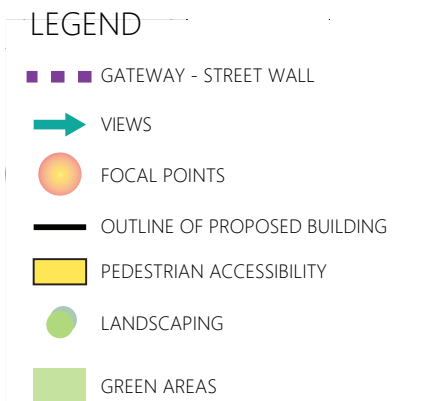 LEGEND
GATEWAY - STREET WALL
VIEWS
FOCAL POINTS
OUTLINE OF PROPOSED BUILDING
PEDESTRIAN ACCESSIBILITY
LANDSCAPING
GREEN AREAS